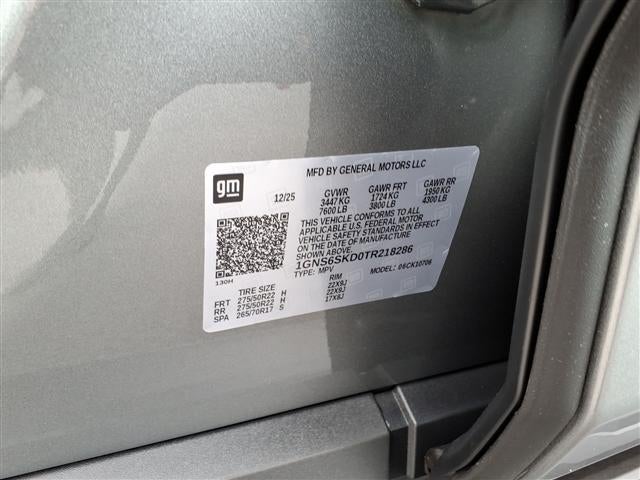 gm
MFD BY GENERAL MOTORS LLC
12/25 GVWR GAWR FRT GAWR RR
3447 KG 1724 KG 1950 KG
7600 LB 3800 LB 4300 LB
THIS VEHICLE CONFORMS TO ALL
APPLICABLE U.S. FEDERAL MOTOR
VEHICLE SAFETY STANDARDS IN EFFECT
ON THE DATE OF MANUFACTURE
SHOWN ABOVE.
1GNS6SKD0TR218286
TYPE: MPV MODEL: 06CK10706
130H
TIRE SIZE RIM
FRT 275/50R22 H 22X9J
RR 275/50R22 H 22X9J
SPA 265/70R17 S 17X8J